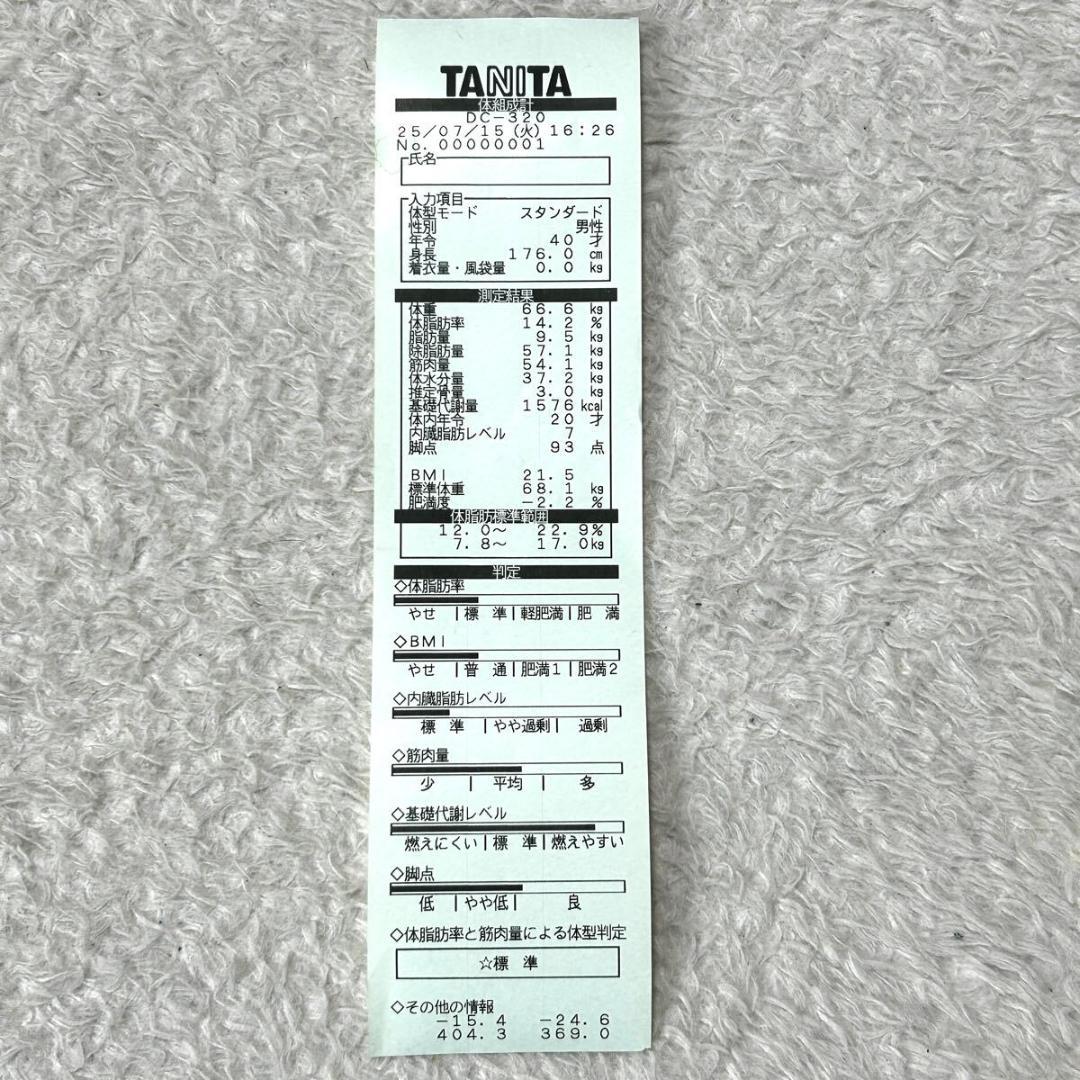 TANITA
体組成計
DC-320
25/07/15(火)16:26
No.00000001
氏名
入力項目
体型モード スタンダード
性別 男性
年令 40 才
身長 176.0 cm
着衣量・風袋量 0.0 kg
測定結果
体重 66.6 kg
体脂肪率 14.2 %
脂肪量 9.5 kg
除脂肪量 57.1 kg
筋肉量 54.1 kg
体水分量 37.2 kg
推定骨量 3.0 kg
基礎代謝量 1576 kcal
体内年令 20 才
内臓脂肪レベル 7
脚点 93 点
BMI 21.5
標準体重 68.1 kg
肥満度 -2.2 %
体脂肪標準範囲
12.0~ 22.9%
7.8~ 17.0kg
判定
◇体脂肪率
やせ |標 準|軽肥満|肥 満
◇BMI
やせ |普 通|肥満1|肥満2
◇内臓脂肪レベル
標 準 |やや過剰| 過剰
◇筋肉量
少 | 平均 | 多
◇基礎代謝レベル
燃えにくい|標 準|燃えやすい
◇脚点
低 |やや低| 良
◇体脂肪率と筋肉量による体型判定
☆標 準
◇その他の情報
-15.4 -24.6
404.3 369.0